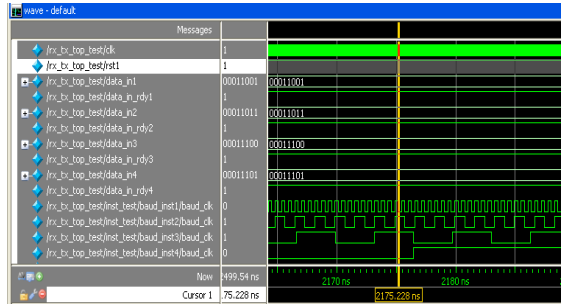 wave - default
Messages
/rx_tx_top_test/clk 1
/rx_tx_top_test/rst1 1
/rx_tx_top_test/data_in1 00011001 00011001
/rx_tx_top_test/data_in_rdy1 1
/rx_tx_top_test/data_in2 00011011 00011011
/rx_tx_top_test/data_in_rdy2 1
/rx_tx_top_test/data_in3 00011100 00011100
/rx_tx_top_test/data_in_rdy3 1
/rx_tx_top_test/data_in4 00011101 00011101
/rx_tx_top_test/data_in_rdy4 1
/rx_tx_top_test/inst_test/baud_inst1/baud_clk 0
/rx_tx_top_test/inst_test/baud_inst2/baud_clk 1
/rx_tx_top_test/inst_test/baud_inst3/baud_clk 1
/rx_tx_top_test/inst_test/baud_inst4/baud_clk 0
Now 2499.54 ns 2170 ns 2180 ns
Cursor 1 75.228 ns 2175.228 ns